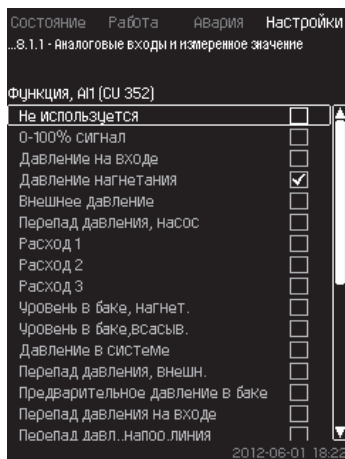 Состояние Работа Авария Настройки
...8.1.1 - Аналоговые входы и измеренное значение
Функция, AI1 (CU 352)
Не используется
0-100% сигнал
Давление на входе
Давление нагнетания
Внешнее давление
Перепад давления, насос
Расход 1
Расход 2
Расход 3
Уровень в баке, нагнет.
Уровень в баке,всасыв.
Давление в системе
Перепад давления, внешн.
Предварительное давление в баке
Перепад давления на входе
Перепад давл..напор.линия
2012-06-01 18:22